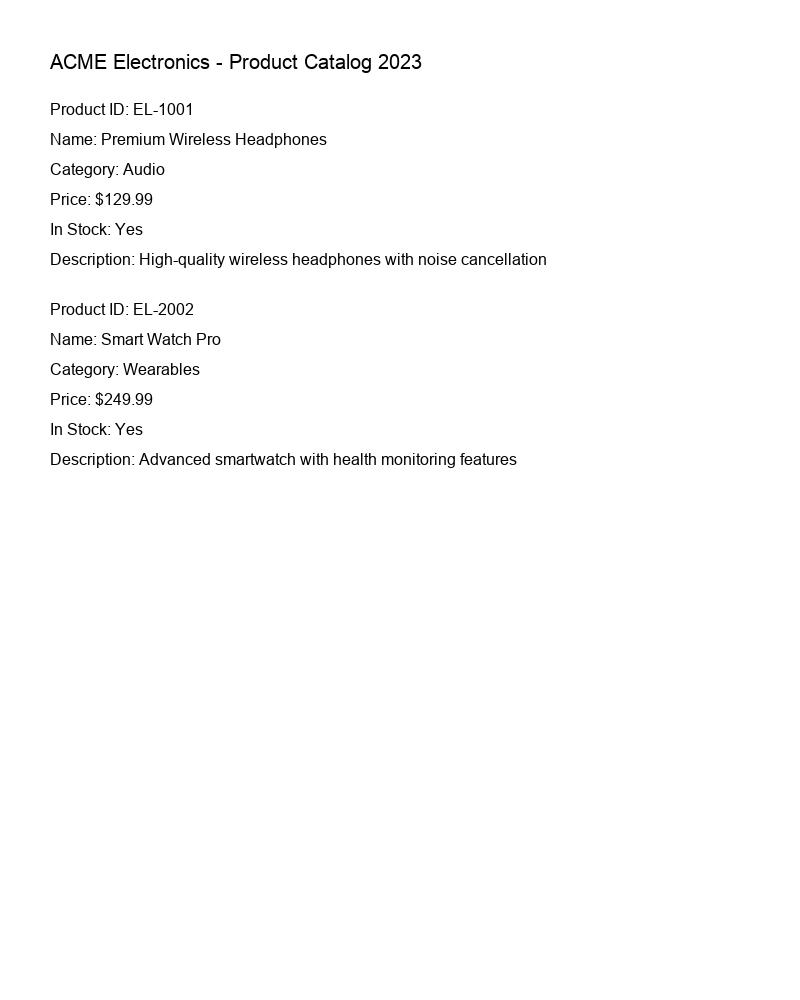 ACME Electronics - Product Catalog 2023
Product ID: EL-1001
Name: Premium Wireless Headphones
Category: Audio
Price: $129.99
In Stock: Yes
Description: High-quality wireless headphones with noise cancellation
Product ID: EL-2002
Name: Smart Watch Pro
Category: Wearables
Price: $249.99
In Stock: Yes
Description: Advanced smartwatch with health monitoring features